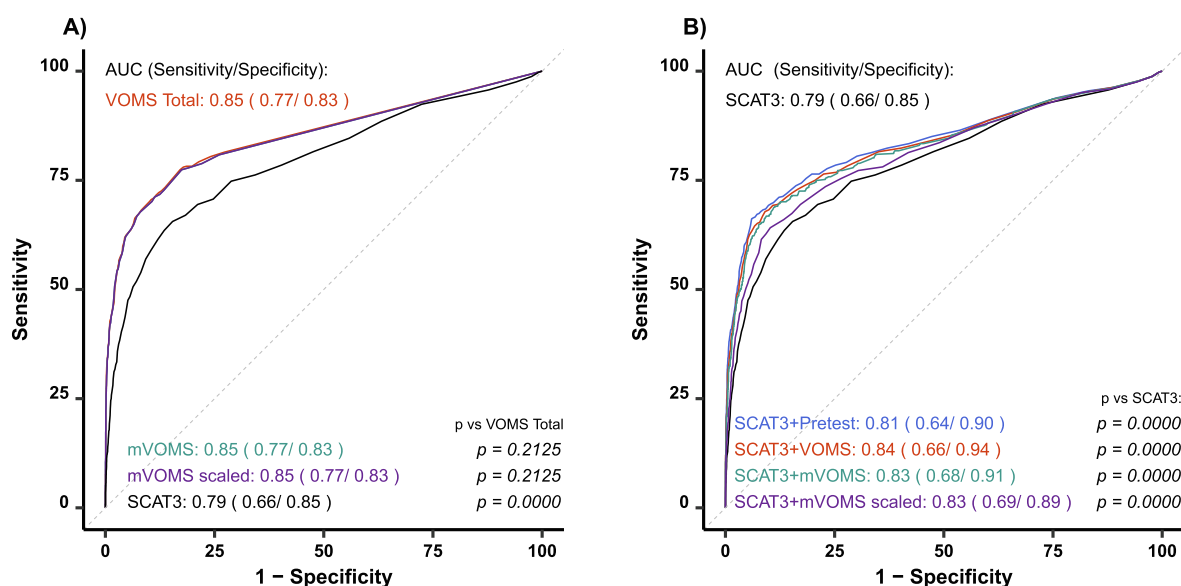 A)
AUC (Sensitivity/Specificity):
VOMS Total: 0.85 ( 0.77/ 0.83 )
100
75
50
25
0
Sensitivity
p vs VOMS Total
mVOMS: 0.85 ( 0.77/ 0.83 )
p = 0.2125
mVOMS scaled: 0.85 ( 0.77/ 0.83 )
p = 0.2125
SCAT3: 0.79 ( 0.66/ 0.85 )
p = 0.0000
0 25 50 75 100
1 − Specificity
B)
AUC  (Sensitivity/Specificity):
SCAT3: 0.79 ( 0.66/ 0.85 )
100
75
50
25
0
Sensitivity
p vs SCAT3:
SCAT3+Pretest: 0.81 ( 0.64/ 0.90 )
p = 0.0000
SCAT3+VOMS: 0.84 ( 0.66/ 0.94 )
p = 0.0000
SCAT3+mVOMS: 0.83 ( 0.68/ 0.91 )
p = 0.0000
SCAT3+mVOMS scaled: 0.83 ( 0.69/ 0.89 )
p = 0.0000
0 25 50 75 100
1 − Specificity